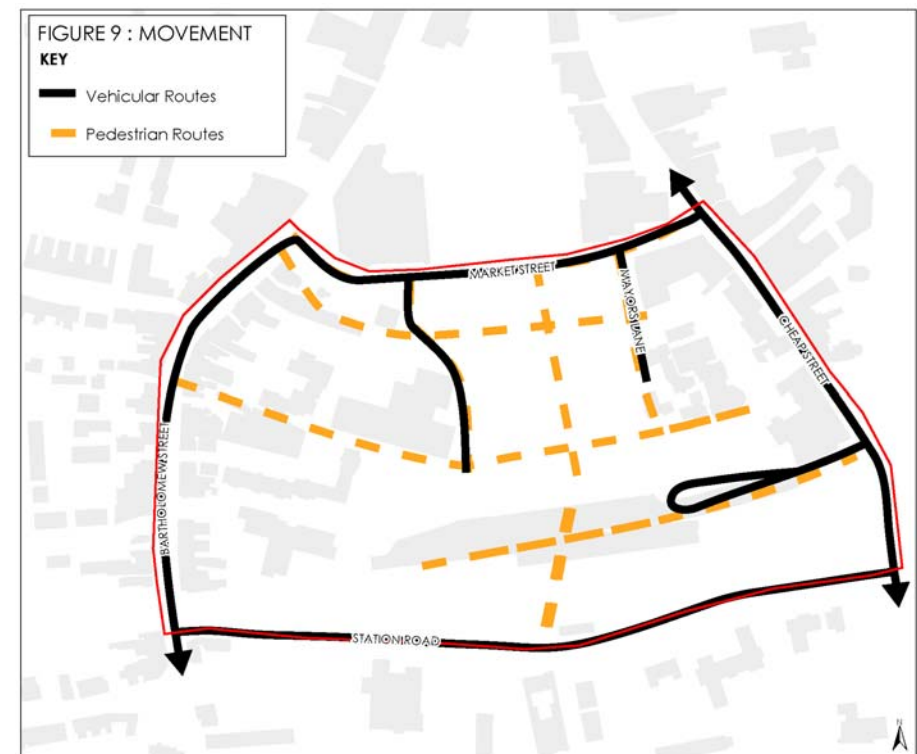 FIGURE 9 : MOVEMENT
KEY
Vehicular Routes
Pedestrian Routes
MARKET STREET
MAYORS LANE
CHEAP STREET
BARTHOLOMEW STREET
STATION ROAD
N